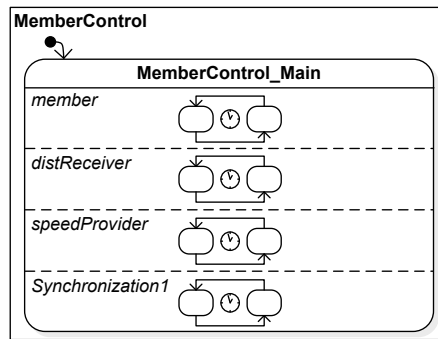 MemberControl
MemberControl_Main
member
distReceiver
speedProvider
Synchronization1